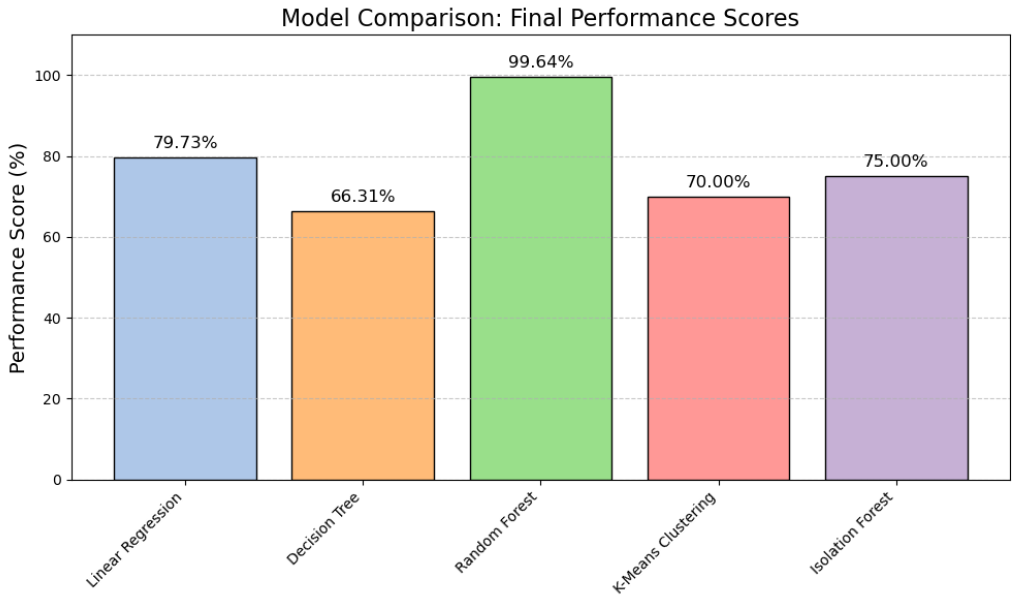 Model Comparison: Final Performance Scores
Performance Score (%)
100
80
60
40
20
0
79.73%
66.31%
99.64%
70.00%
75.00%
Linear Regression
Decision Tree
Random Forest
K-Means Clustering
Isolation Forest